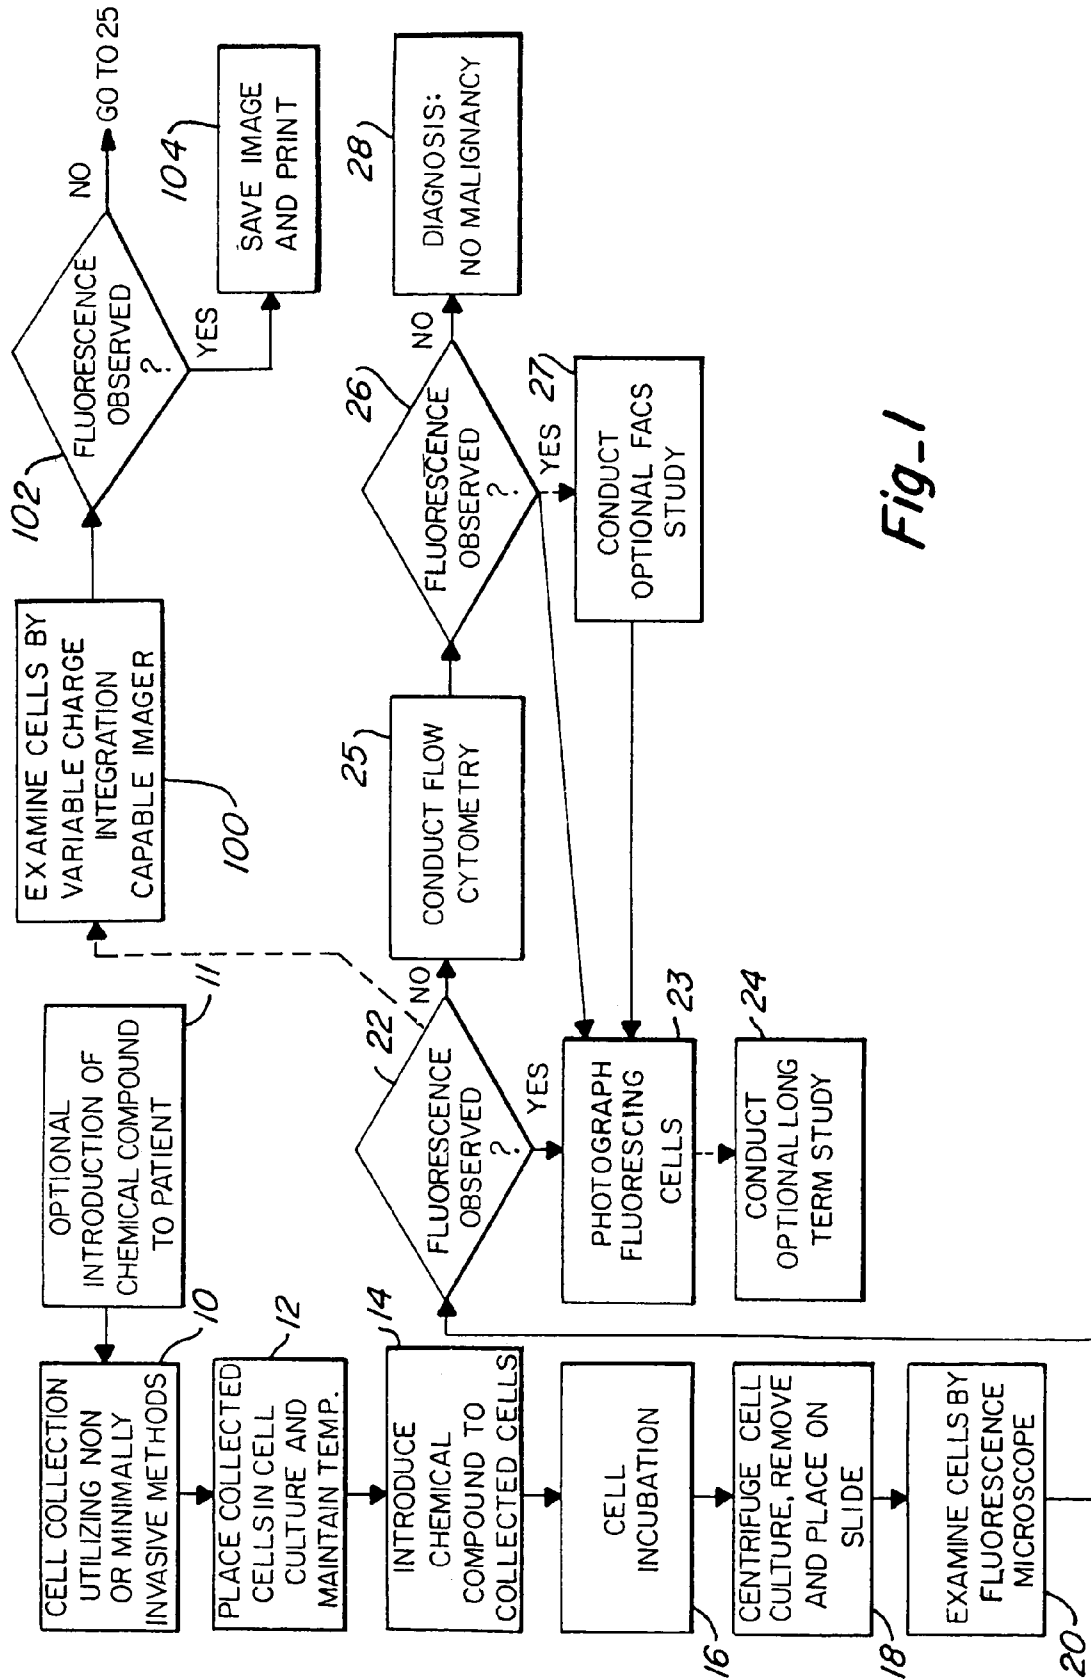 OPTIONAL
INTRODUCTION OF
CHEMICAL COMPOUND
TO PATIENT
11
CELL COLLECTION
UTILIZING NON
OR MINIMALLY
INVASIVE METHODS
10
PLACE COLLECTED
CELLS IN CELL
CULTURE AND
MAINTAIN TEMP.
12
INTRODUCE
CHEMICAL
COMPOUND TO
COLLECTED CELLS
14
CELL
INCUBATION
16
CENTRIFUGE CELL
CULTURE, REMOVE
AND PLACE ON
SLIDE
18
EXAMINE CELLS BY
FLUORESCENCE
MICROSCOPE
20
FLUORESCENCE
OBSERVED
?
22
NO
YES
PHOTOGRAPH
FLUORESCING
CELLS
23
CONDUCT
OPTIONAL LONG
TERM STUDY
24
CONDUCT FLOW
CYTOMETRY
25
FLUORESCENCE
OBSERVED
?
26
NO
YES
CONDUCT
OPTIONAL FACS
STUDY
27
DIAGNOSIS:
NO MALIGNANCY
28
EXAMINE CELLS BY
VARIABLE CHARGE
INTEGRATION
CAPABLE IMAGER
100
FLUORESCENCE
OBSERVED
?
102
NO
GO TO 25
YES
SAVE IMAGE
AND PRINT
104
Fig_1